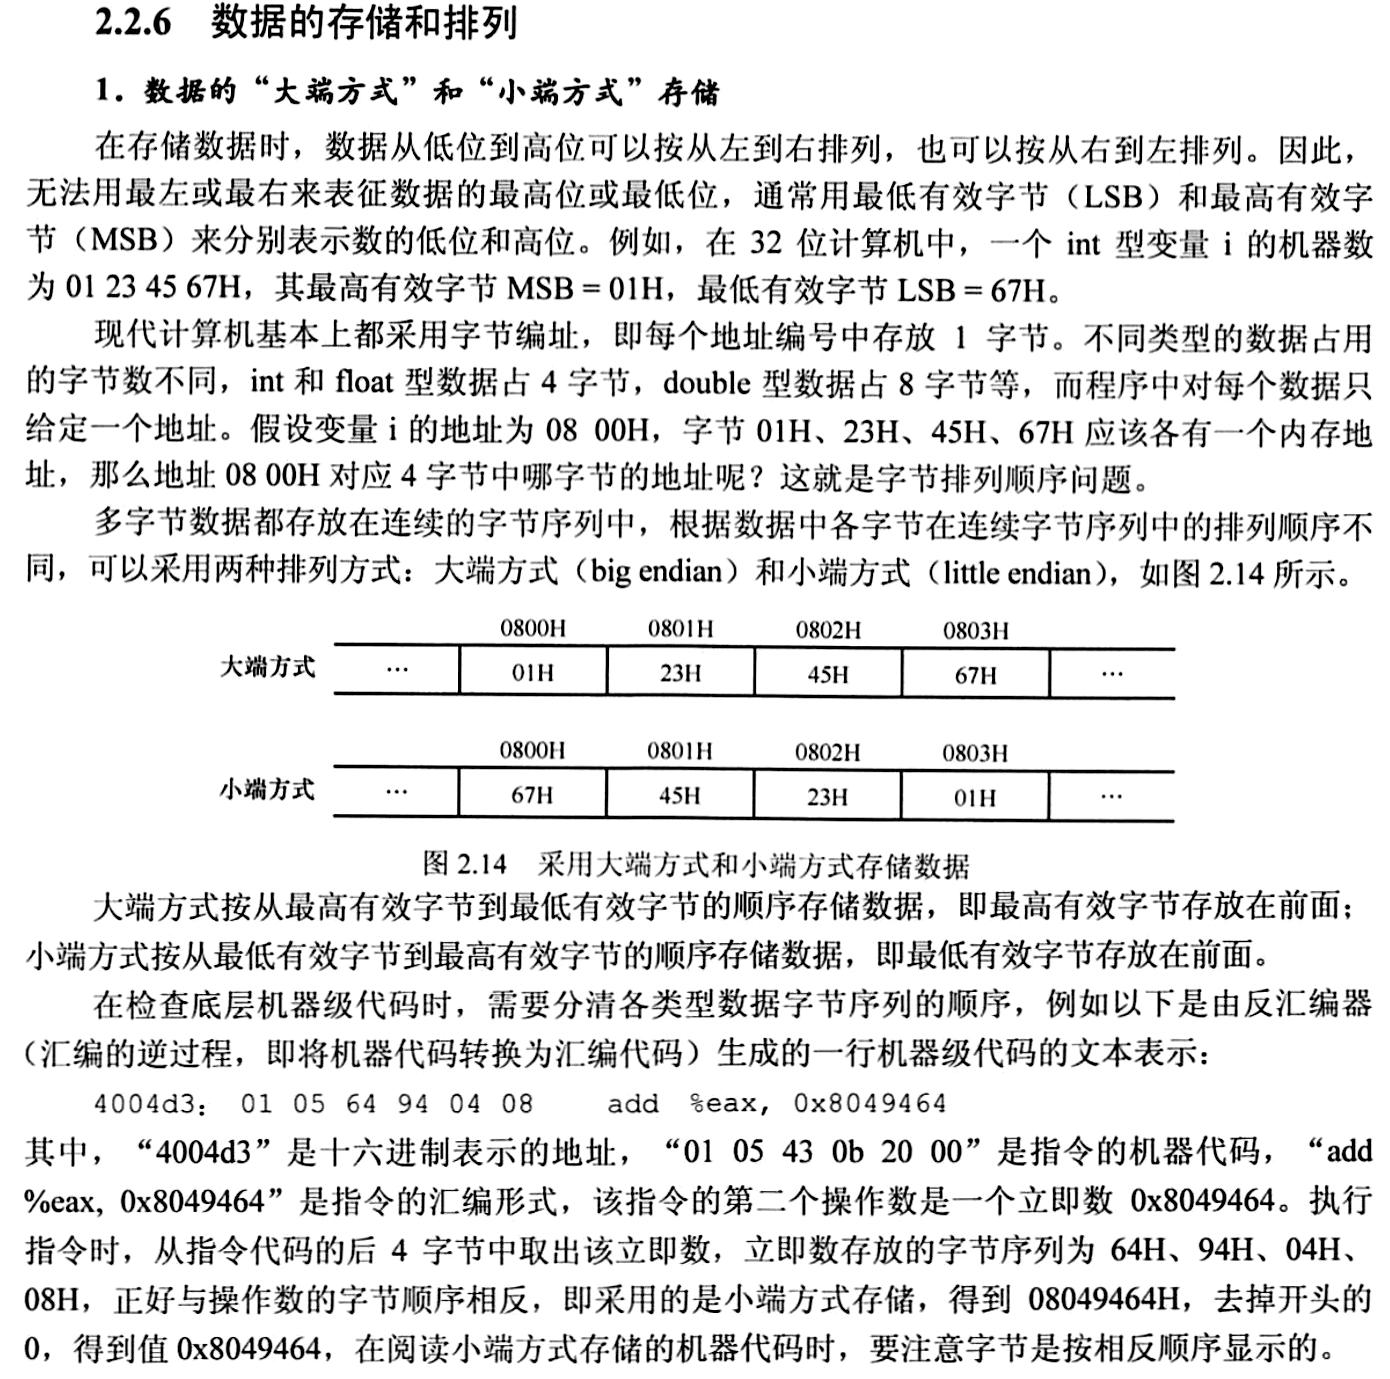 2.2.6 数据的存储和排列
1. 数据的“大端方式”和“小端方式”存储
在存储数据时，数据从低位到高位可以按从左到右排列，也可以按从右到左排列。因此，
无法用最左或最右来表征数据的最高位或最低位，通常用最低有效字节（LSB）和最高有效字
节（MSB）来分别表示数的低位和高位。例如，在 32 位计算机中，一个 int 型变量 i 的机器数
为 01 23 45 67H，其最高有效字节 MSB = 01H，最低有效字节 LSB = 67H。
现代计算机基本上都采用字节编址，即每个地址编号中存放 1 字节。不同类型的数据占用
的字节数不同，int 和 float 型数据占 4 字节，double 型数据占 8 字节等，而程序中对每个数据只
给定一个地址。假设变量 i 的地址为 08 00H，字节 01H、23H、45H、67H 应该各有一个内存地
址，那么地址 08 00H 对应 4 字节中哪字节的地址呢？这就是字节排列顺序问题。
多字节数据都存放在连续的字节序列中，根据数据中各字节在连续字节序列中的排列顺序不
同，可以采用两种排列方式：大端方式（big endian）和小端方式（little endian），如图 2.14 所示。
0800H 0801H 0802H 0803H
大端方式 … 01H 23H 45H 67H …
0800H 0801H 0802H 0803H
小端方式 … 67H 45H 23H 01H …
图 2.14 采用大端方式和小端方式存储数据
大端方式按从最高有效字节到最低有效字节的顺序存储数据，即最高有效字节存放在前面；
小端方式按从最低有效字节到最高有效字节的顺序存储数据，即最低有效字节存放在前面。
在检查底层机器级代码时，需要分清各类型数据字节序列的顺序，例如以下是由反汇编器
（汇编的逆过程，即将机器代码转换为汇编代码）生成的一行机器级代码的文本表示：
4004d3: 01 05 64 94 04 08 add %eax, 0x8049464
其中，“4004d3”是十六进制表示的地址，“01 05 43 0b 20 00”是指令的机器代码，“add
%eax, 0x8049464”是指令的汇编形式，该指令的第二个操作数是一个立即数 0x8049464。执行
指令时，从指令代码的后 4 字节中取出该立即数，立即数存放的字节序列为 64H、94H、04H、
08H，正好与操作数的字节顺序相反，即采用的是小端方式存储，得到 08049464H，去掉开头的
0，得到值 0x8049464，在阅读小端方式存储的机器代码时，要注意字节是按相反顺序显示的。